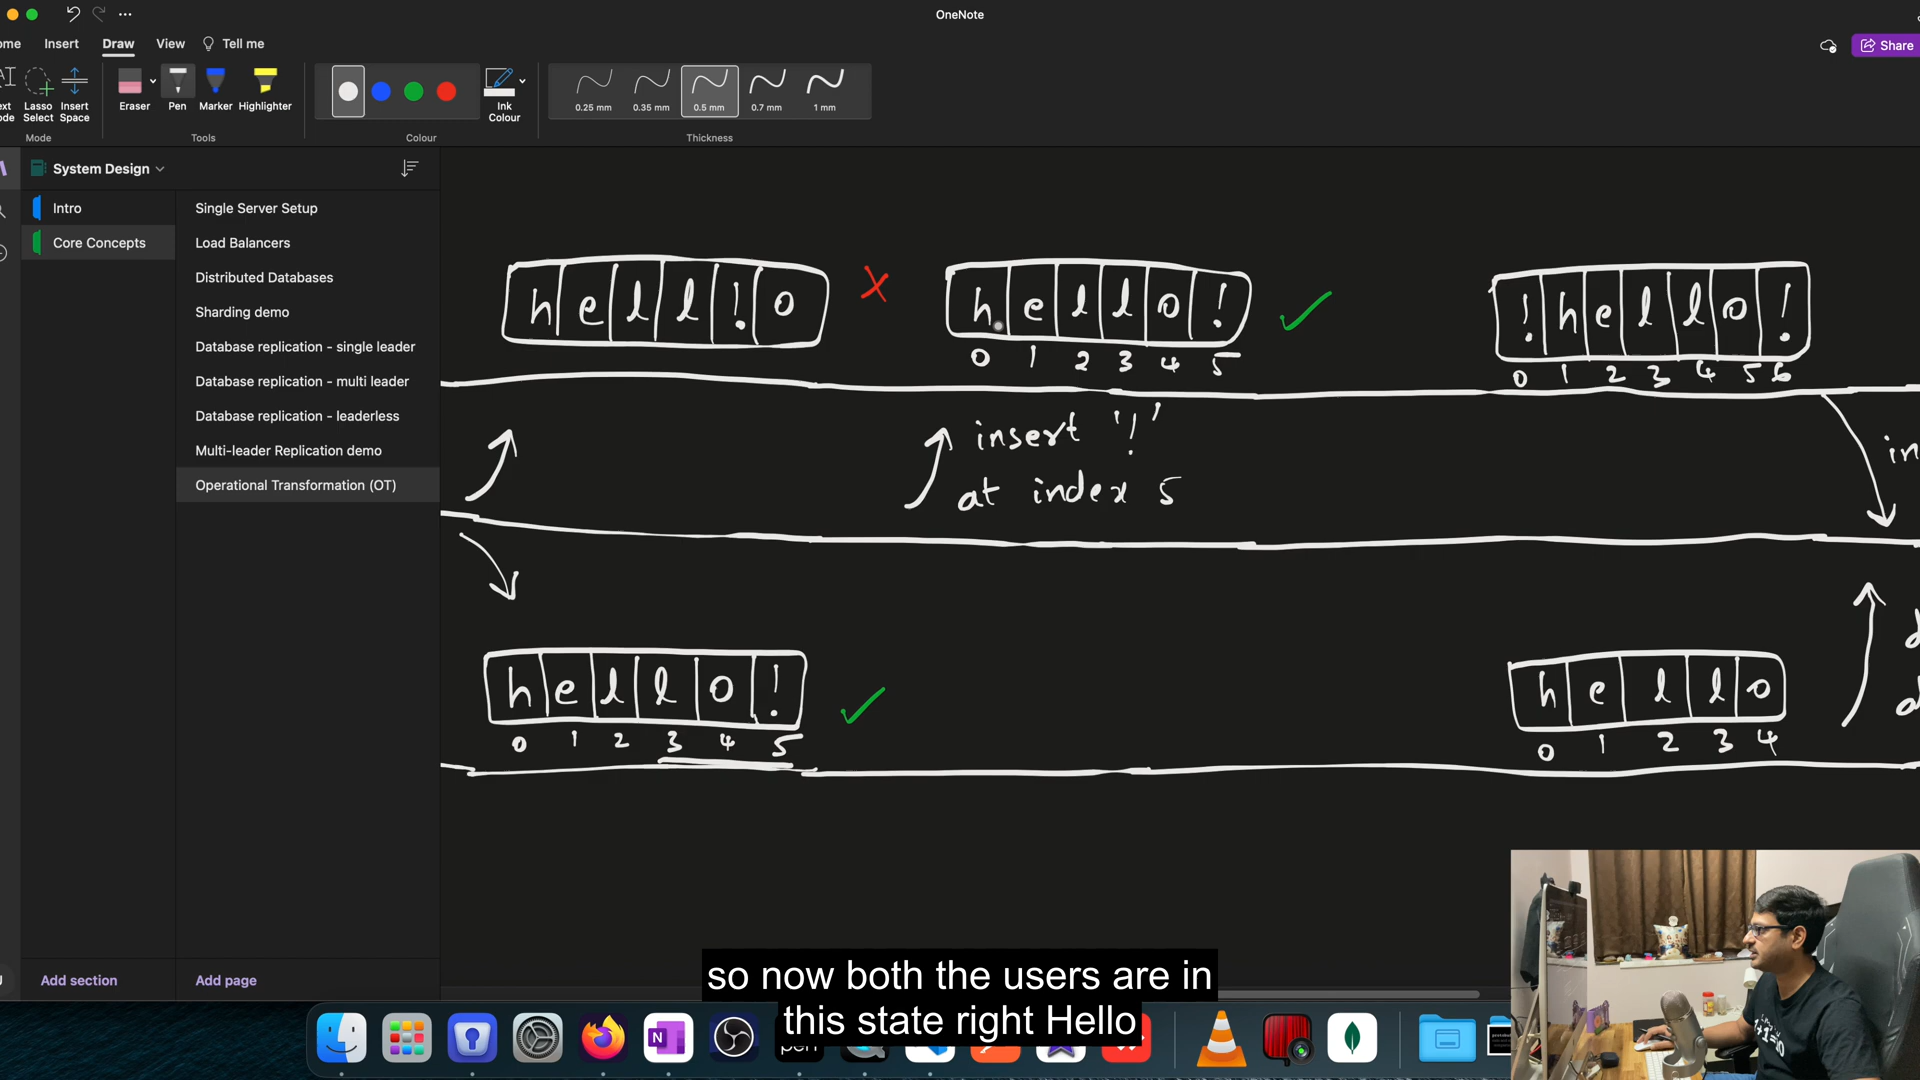 OneNote
ome Insert Draw View Tell me
Share
Eraser Pen Marker Highlighter
Lasso Select Insert Space
Ink Colour
0.25 mm 0.35 mm 0.5 mm 0.7 mm 1 mm
Mode Tools Colour Thickness
System Design
Intro
Core Concepts
Single Server Setup
Load Balancers
Distributed Databases
Sharding demo
Database replication - single leader
Database replication - multi leader
Database replication - leaderless
Multi-leader Replication demo
Operational Transformation (OT)
h e l l ! o
X
h e l l o !
0 1 2 3 4 5
! h e l l o !
0 1 2 3 4 5 6
insert '!'
at index 5
in
h e l l o !
0 1 2 3 4 5
h e l l o
0 1 2 3 4
Add section
Add page
so now both the users are in
this state right Hello